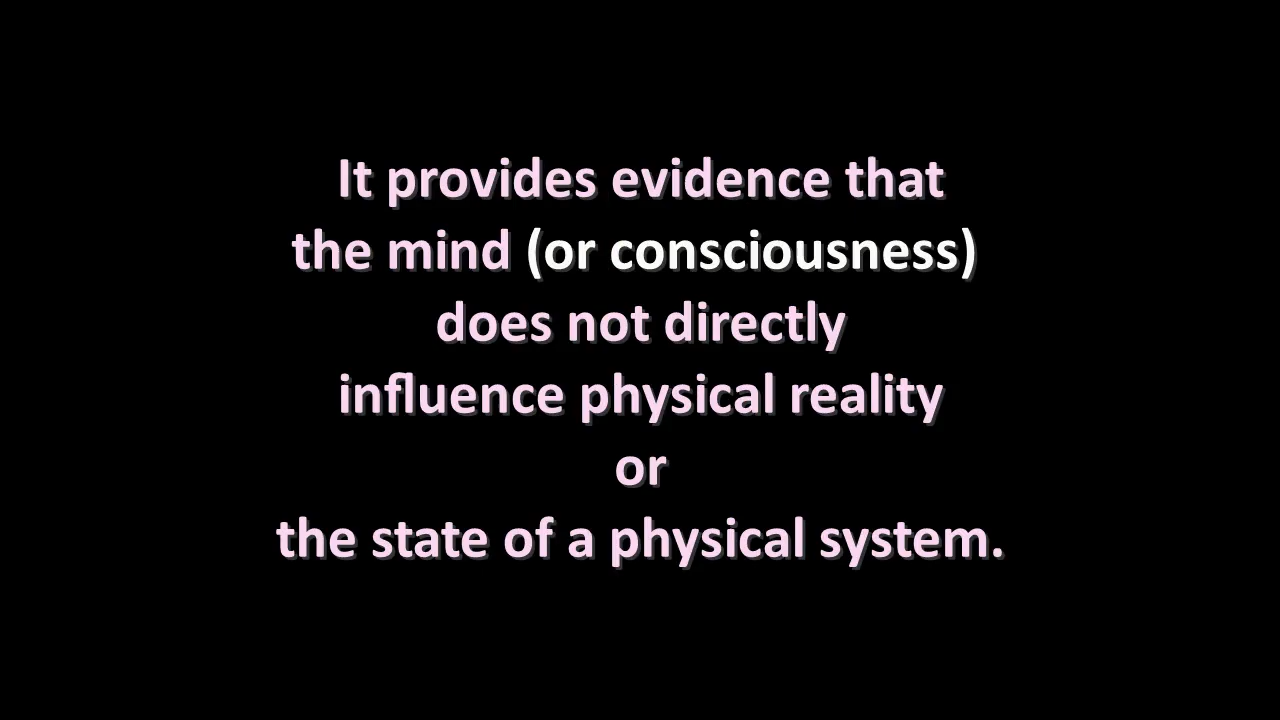 It provides evidence that
the mind (or consciousness)
does not directly
influence physical reality
or
the state of a physical system.